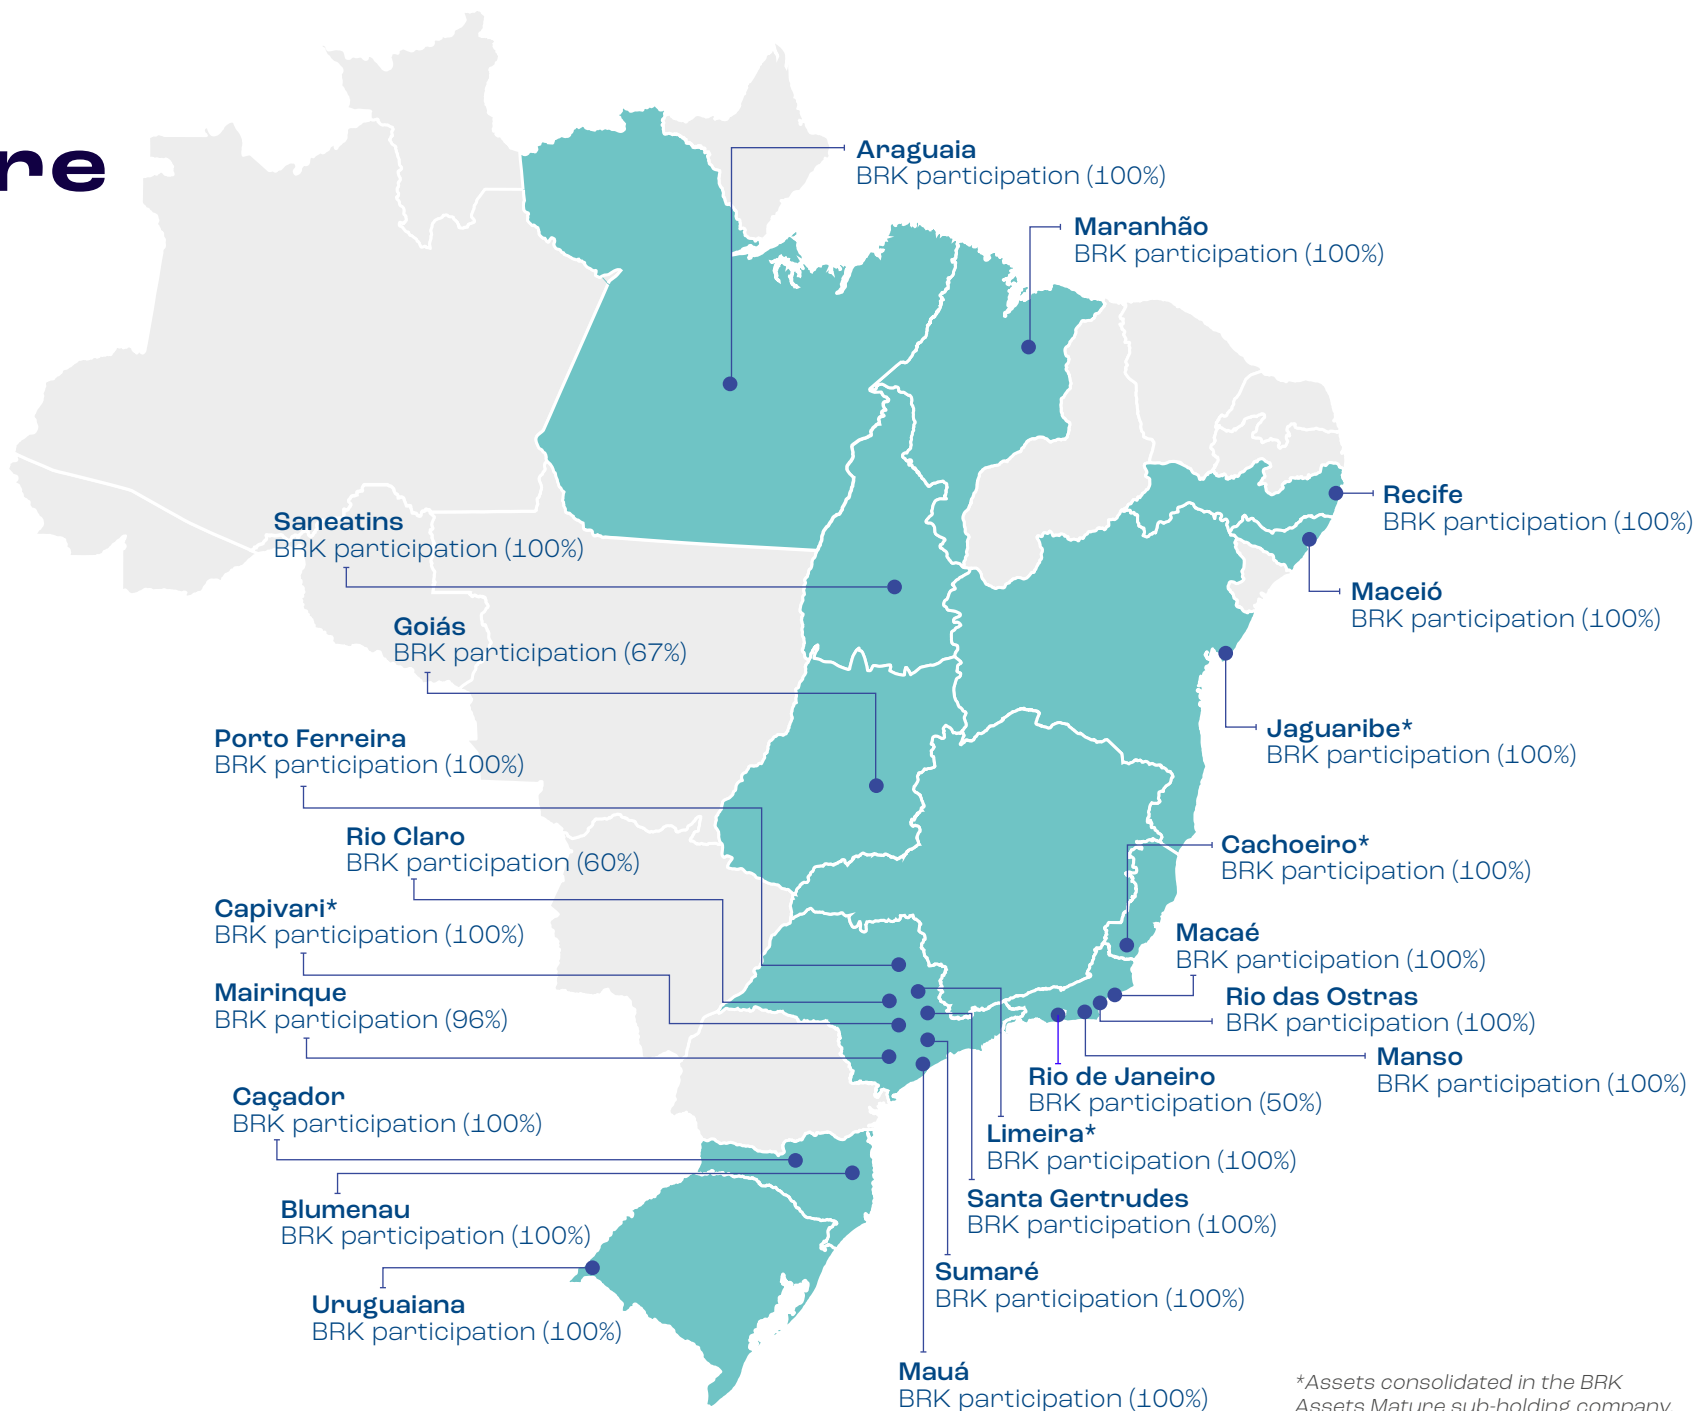 re
Araguaia
BRK participation (100%)
Maranhão
BRK participation (100%)
Recife
BRK participation (100%)
Saneatins
BRK participation (100%)
Maceió
BRK participation (100%)
Goiás
BRK participation (67%)
Jaguaribe*
BRK participation (100%)
Porto Ferreira
BRK participation (100%)
Rio Claro
BRK participation (60%)
Cachoeiro*
BRK participation (100%)
Capivari*
BRK participation (100%)
Macaé
BRK participation (100%)
Mairinque
BRK participation (96%)
Rio das Ostras
BRK participation (100%)
Manso
BRK participation (100%)
Rio de Janeiro
BRK participation (50%)
Caçador
BRK participation (100%)
Limeira*
BRK participation (100%)
Santa Gertrudes
BRK participation (100%)
Blumenau
BRK participation (100%)
Sumaré
BRK participation (100%)
Uruguaiana
BRK participation (100%)
Mauá
BRK participation (100%)
*Assets consolidated in the BRK
Assets Mature sub-holding company